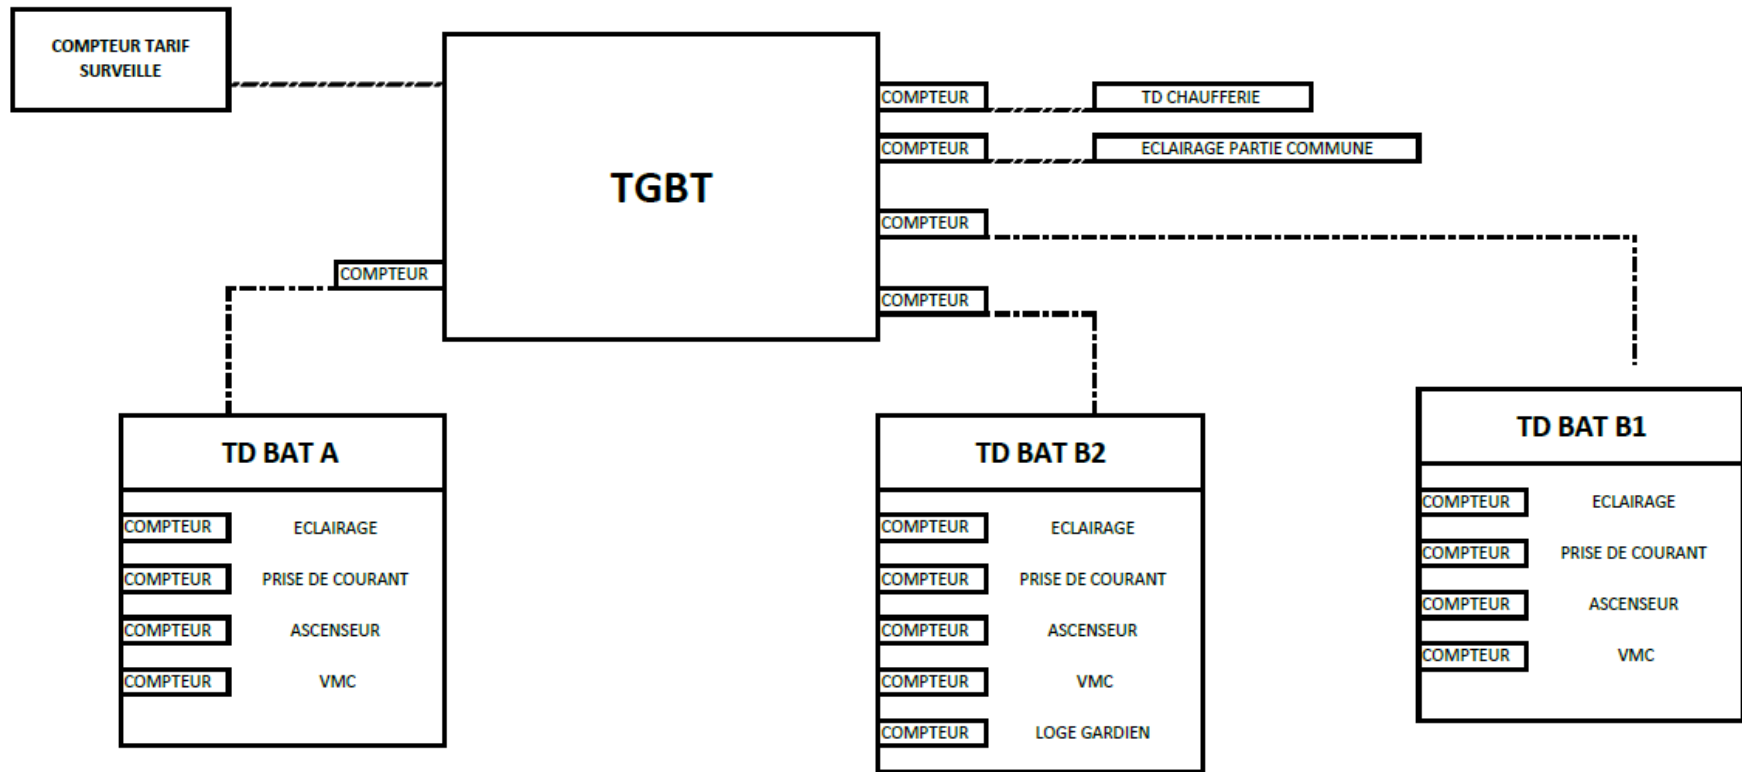 COMPTEUR TARIF
SURVEILLE
TGBT
COMPTEUR
TD CHAUFFERIE
COMPTEUR
ECLAIRAGE PARTIE COMMUNE
COMPTEUR
COMPTEUR
COMPTEUR
TD BAT A
COMPTEUR ECLAIRAGE
COMPTEUR PRISE DE COURANT
COMPTEUR ASCENSEUR
COMPTEUR VMC
TD BAT B2
COMPTEUR ECLAIRAGE
COMPTEUR PRISE DE COURANT
COMPTEUR ASCENSEUR
COMPTEUR VMC
COMPTEUR LOGE GARDIEN
TD BAT B1
COMPTEUR ECLAIRAGE
COMPTEUR PRISE DE COURANT
COMPTEUR ASCENSEUR
COMPTEUR VMC